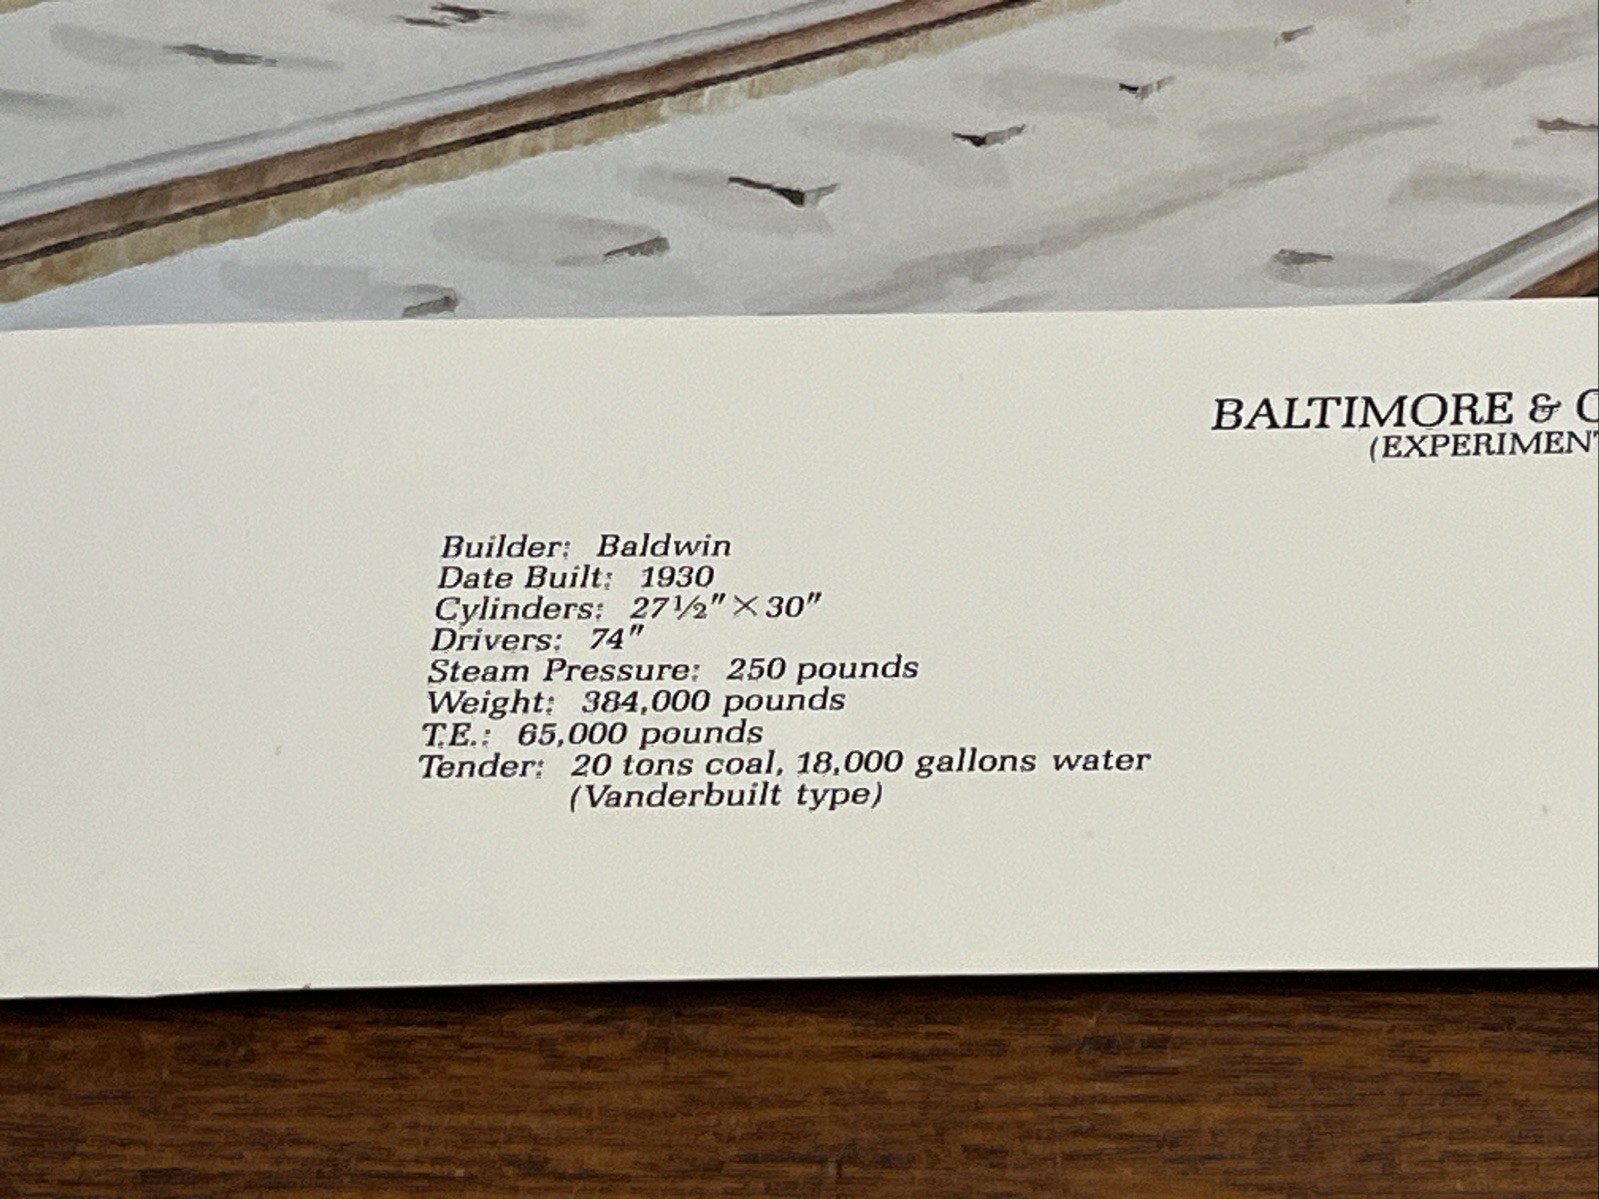 BALTIMORE &
(EXPERIMENT
Builder: Baldwin
Date Built: 1930
Cylinders: 27½" × 30"
Drivers: 74"
Steam Pressure: 250 pounds
Weight: 384,000 pounds
T.E.: 65,000 pounds
Tender: 20 tons coal, 18,000 gallons water
(Vanderbuilt type)